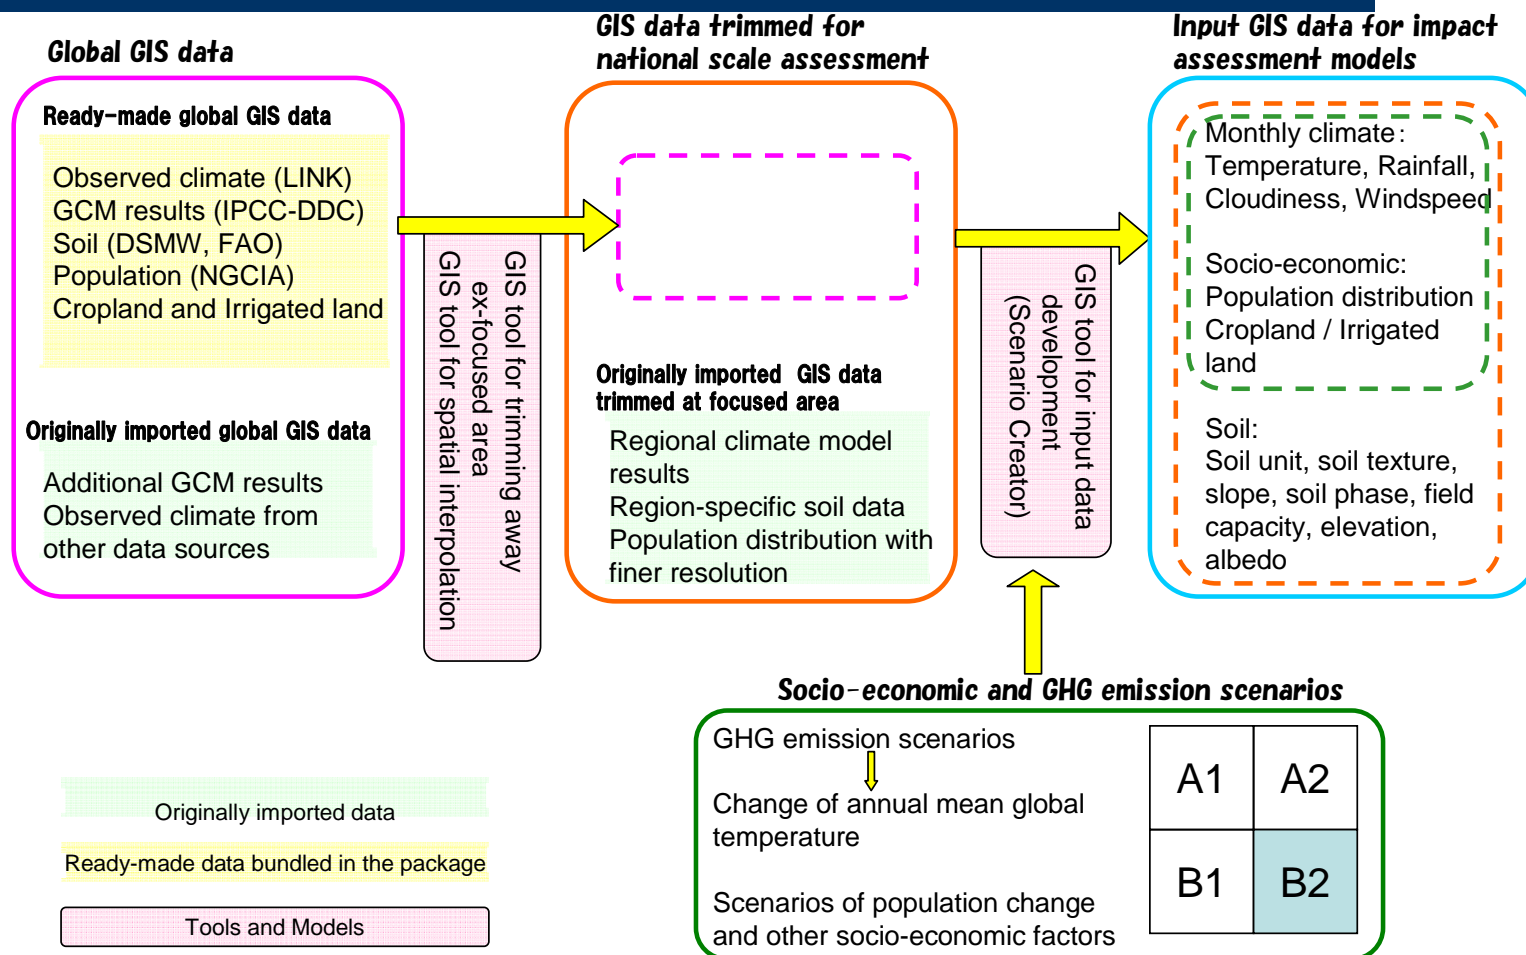 Global GIS data
Ready-made global GIS data
Observed climate (LINK)
GCM results (IPCC-DDC)
Soil (DSMW, FAO)
Population (NGCIA)
Cropland and Irrigated land
Originally imported global GIS data
Additional GCM results
Observed climate from
other data sources
GIS tool for trimming away
ex-focused area
GIS tool for spatial interpolation
GIS data trimmed for
national scale assessment
Originally imported GIS data
trimmed at focused area
Regional climate model
results
Region-specific soil data
Population distribution with
finer resolution
GIS tool for input data
development
(Scenario Creator)
Input GIS data for impact
assessment models
Monthly climate:
Temperature, Rainfall,
Cloudiness, Windspeed
Socio-economic:
Population distribution
Cropland / Irrigated
land
Soil:
Soil unit, soil texture,
slope, soil phase, field
capacity, elevation,
albedo
Socio-economic and GHG emission scenarios
GHG emission scenarios
Change of annual mean global
temperature
Scenarios of population change
and other socio-economic factors
A1 A2
B1 B2
Originally imported data
Ready-made data bundled in the package
Tools and Models